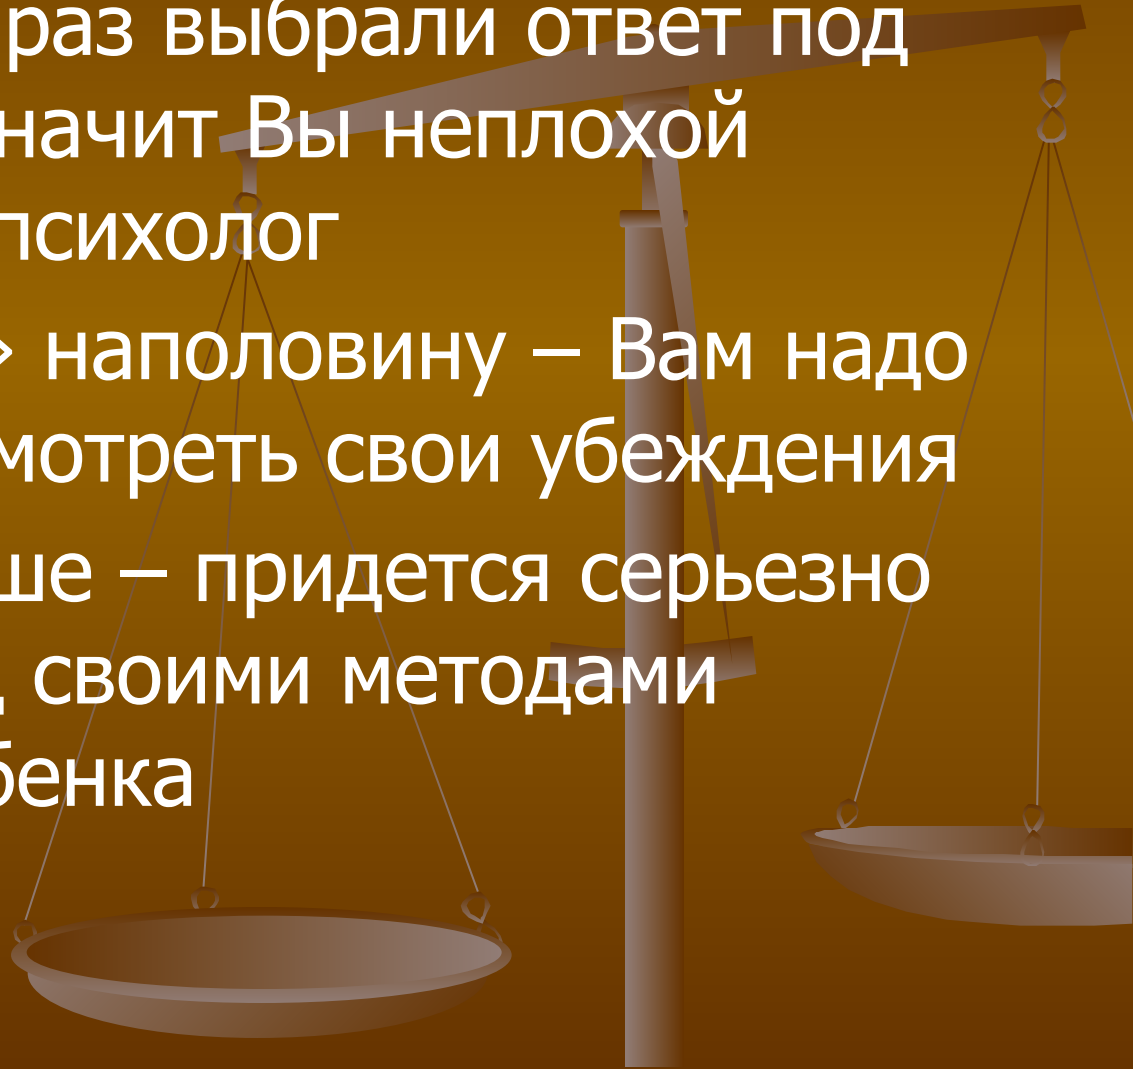 раз выбрали ответ под
начит Вы неплохой
психолог
» наполовину – Вам надо
мотреть свои убеждения
ше – придется серьезно
своими методами
бенка